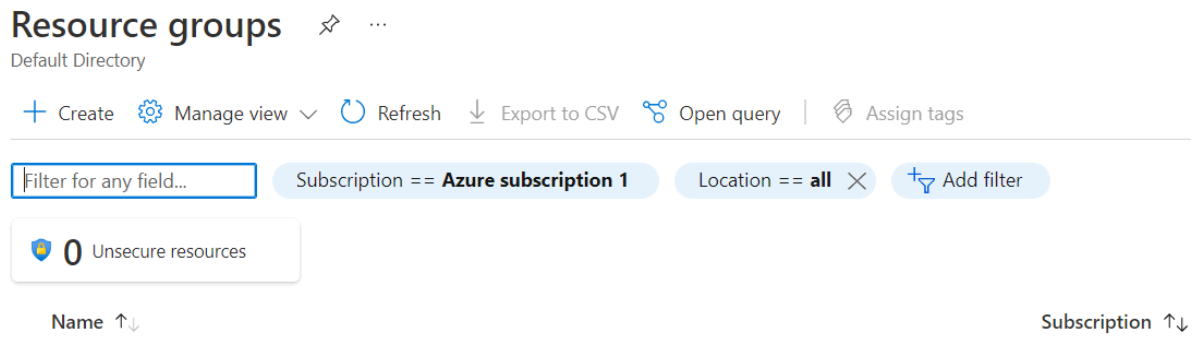 Resource groups ...
Default Directory
+ Create Manage view Refresh Export to CSV Open query Assign tags
Filter for any field... Subscription == Azure subscription 1 Location == all Add filter
0 Unsecure resources
Name Subscription